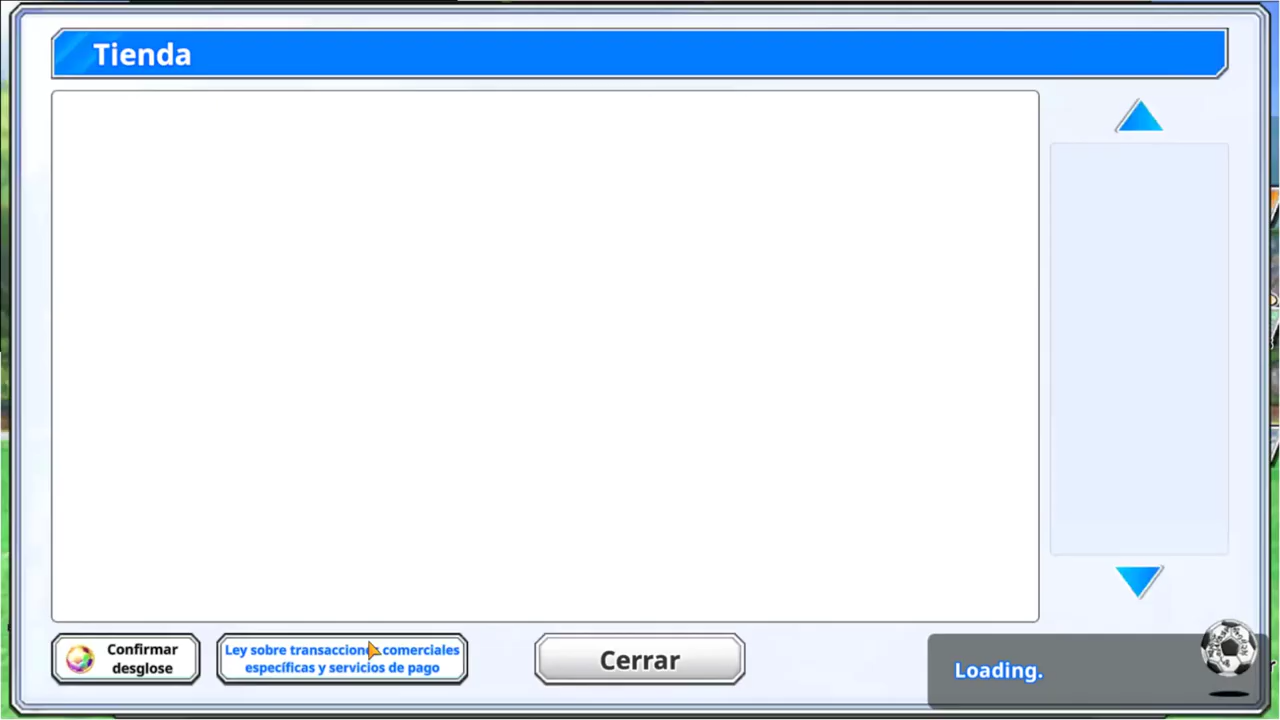 Tienda
Confirmar
desglose
Ley sobre transacciones comerciales
específicas y servicios de pago
Cerrar
Loading.